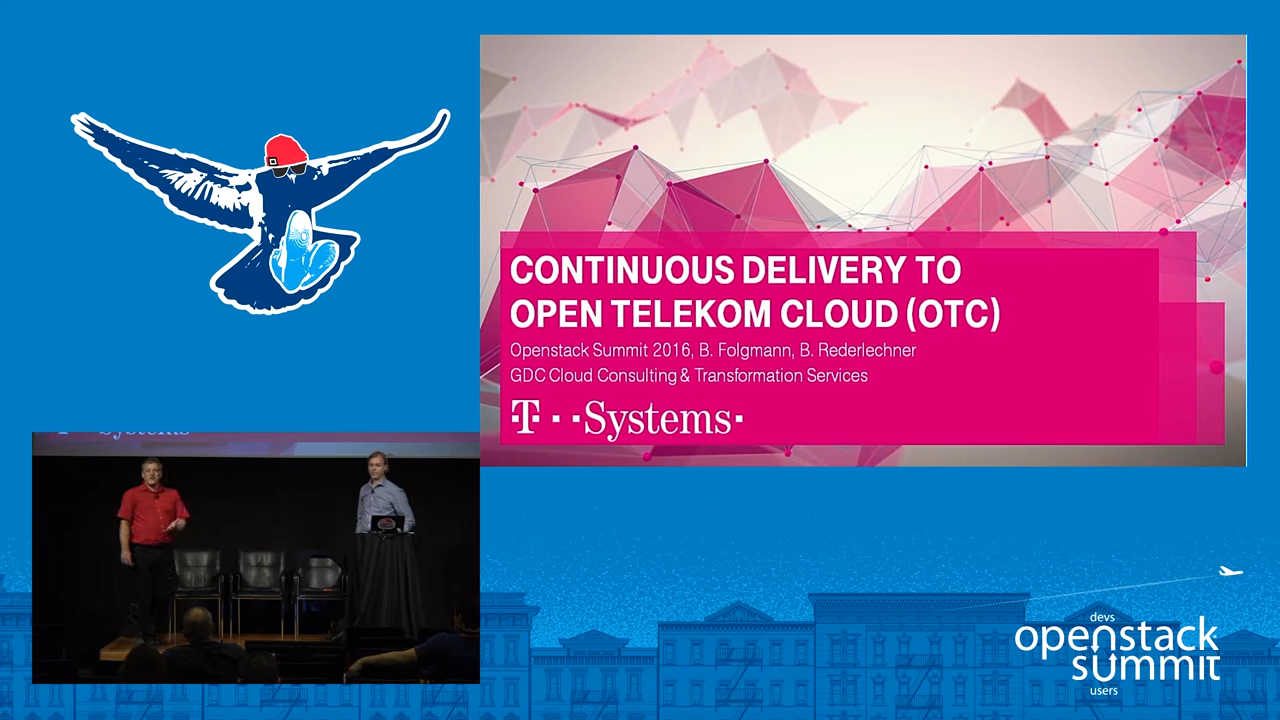 CONTINUOUS DELIVERY TO
OPEN TELEKOM CLOUD (OTC)
Openstack Summit 2016, B. Folgmann, B. Rederlechner
GDC Cloud Consulting & Transformation Services
T · · Systems ·
Systems
devs
openstack
summit
users